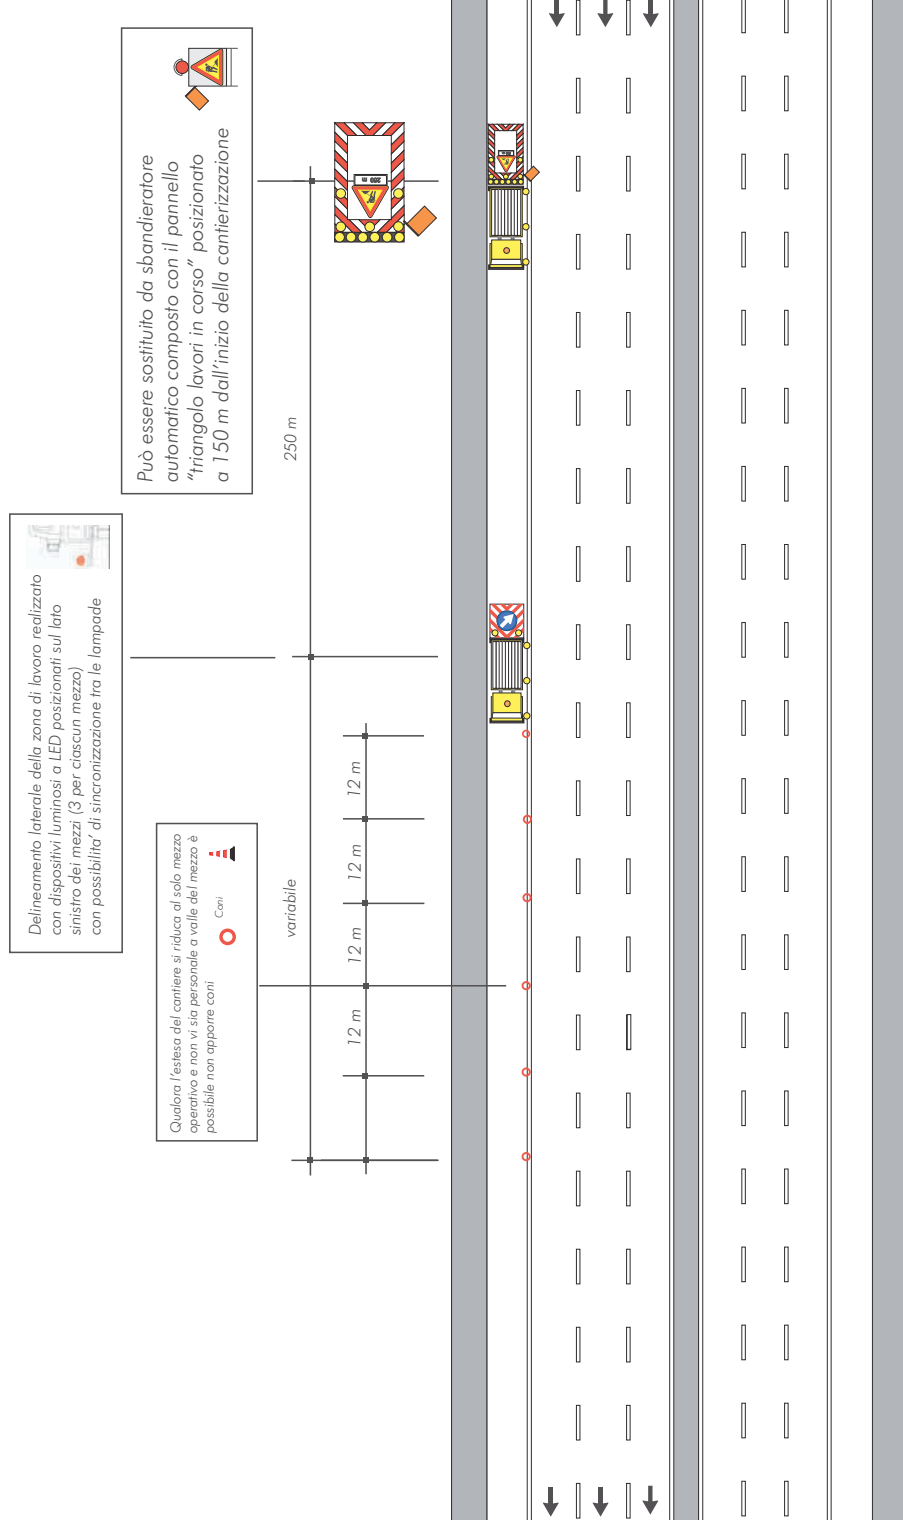 Può essere sostituito da sbandieratore
automatico composto con il pannello
“triangolo lavori in corso” posizionato
a 150 m dall’inizio della cantierizzazione
250 m
250 m
250 m
Delineamento laterale della zona di lavoro realizzato
con dispositivi luminosi a LED posizionati sul lato
sinistro dei mezzi (3 per ciascun mezzo)
con possibilita’ di sincronizzazione tra le lampade
Qualora l’estesa del cantiere si riduca al solo mezzo
operativo e non vi sia personale a valle del mezzo è
possibile non apporre coni
Coni
variabile
12 m
12 m
12 m
12 m